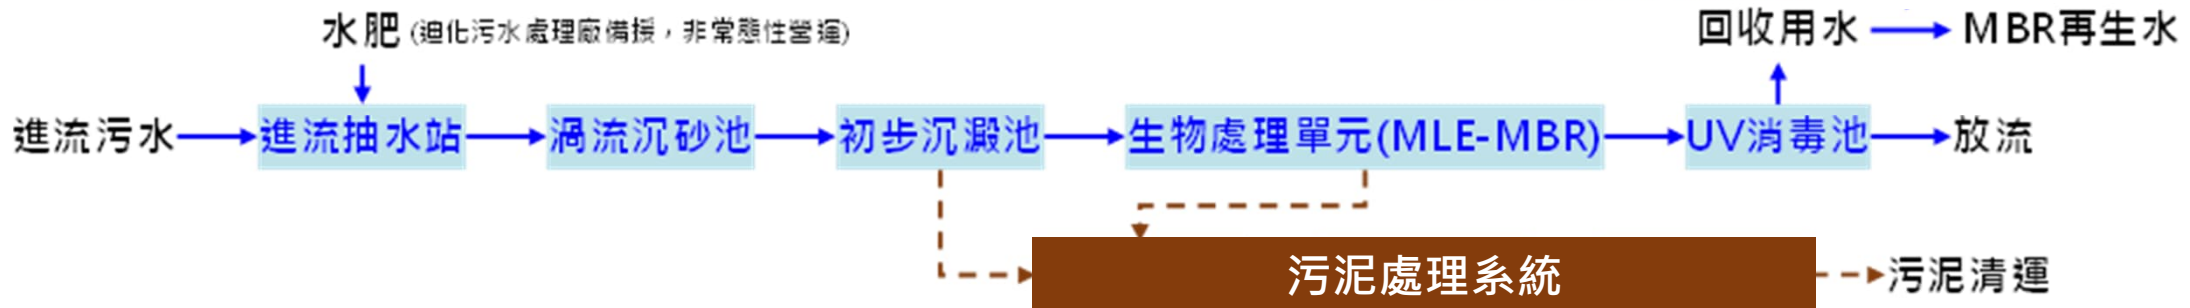 水肥 (迪化污水處理廠備援，非常態性營運)
回收用水
MBR再生水
進流污水
進流抽水站
渦流沉砂池
初步沉澱池
生物處理單元(MLE-MBR)
UV消毒池
放流
污泥處理系統
污泥清運